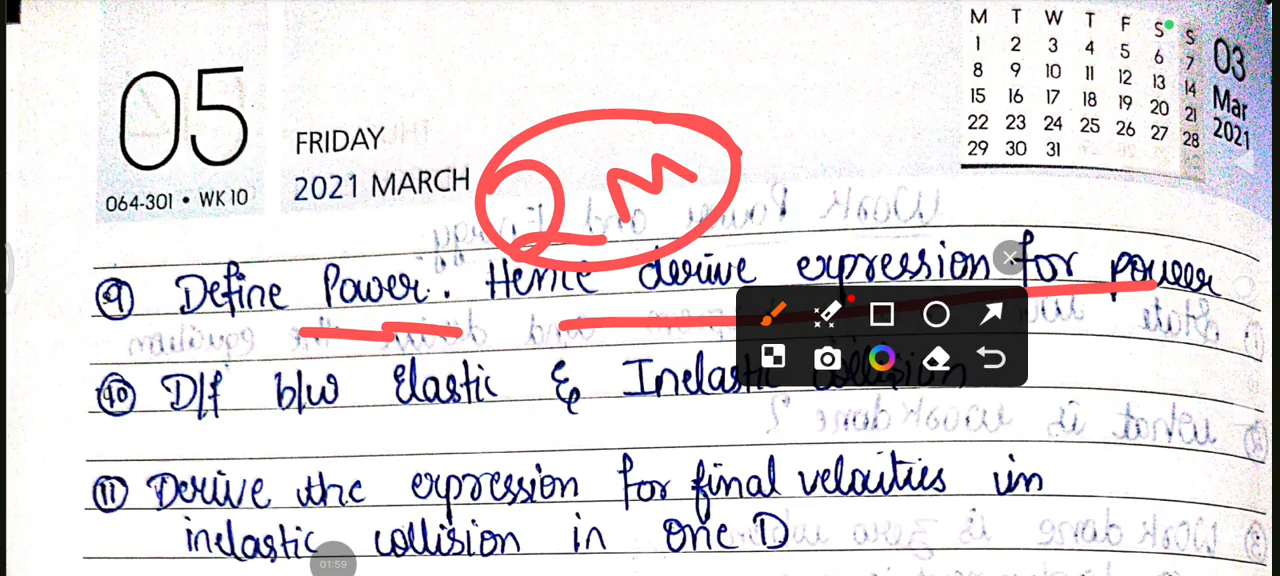 05
FRIDAY
064-301 • WK 10
2021 MARCH
M T W T F S S
1 2 3 4 5 6 7
8 9 10 11 12 13 14
15 16 17 18 19 20 21
22 23 24 25 26 27 28
29 30 31
03
Mar
2021
2M
9 Define Power. Hence derive expression for power
10 D/f b/w Elastic & Inelastic Collision
11 Derive the expression for final velocities in
inelastic collision in one D
01:59